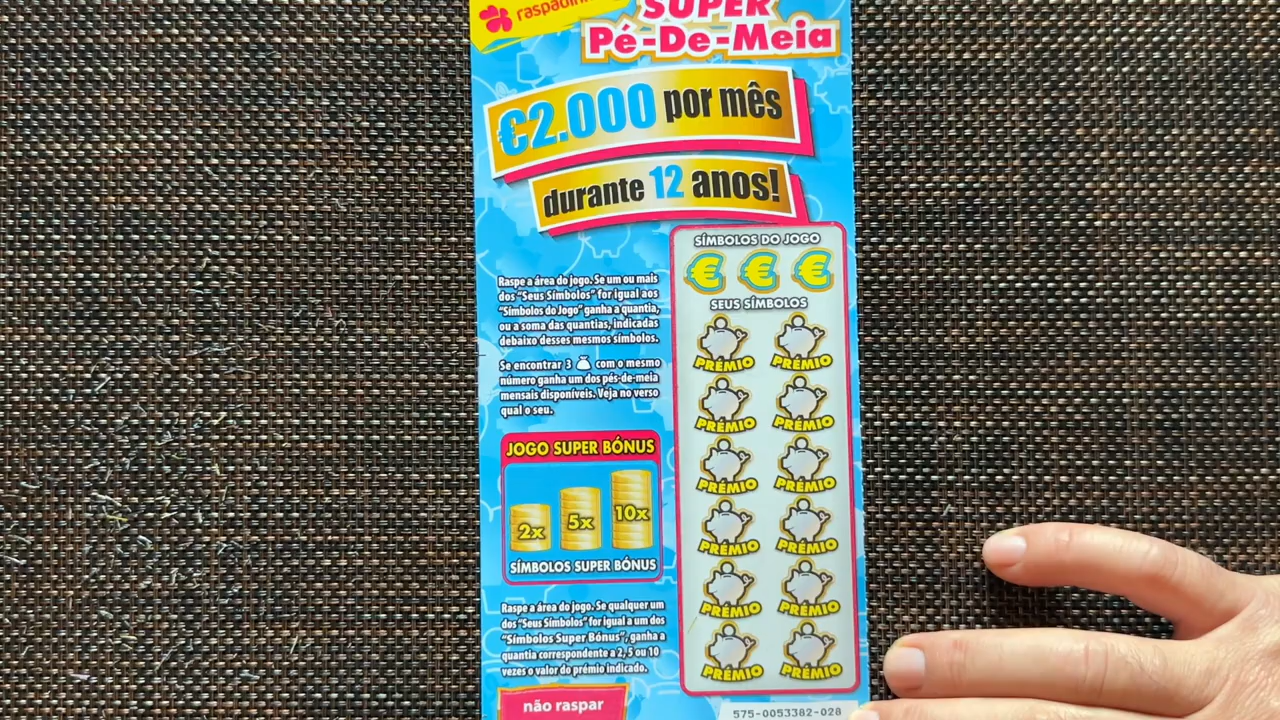 SUPER
Pé-De-Meia
€2.000 por mês
durante 12 anos!
Raspe a área do jogo. Se um ou mais
dos "Seus Símbolos" for igual aos
"Símbolos do Jogo" ganha a quantia,
ou a soma das quantias, indicadas
debaixo desses mesmos símbolos.
Se encontrar 3 com o mesmo
número ganha um dos pés-de-meia
mensais disponíveis. Veja no verso
qual o seu.
JOGO SUPER BÓNUS
2x 5x 10x
SÍMBOLOS SUPER BÓNUS
Raspe a área do jogo. Se qualquer um
dos "Seus Símbolos" for igual a um dos
"Símbolos Super Bónus", ganha a
quantia correspondente a 2, 5 ou 10
vezes o valor do prémio indicado.
não raspar
SÍMBOLOS DO JOGO
€ € €
SEUS SÍMBOLOS
PRÉMIO PRÉMIO
PRÉMIO PRÉMIO
PRÉMIO PRÉMIO
PRÉMIO PRÉMIO
PRÉMIO PRÉMIO
PRÉMIO PRÉMIO
575-0053382-028